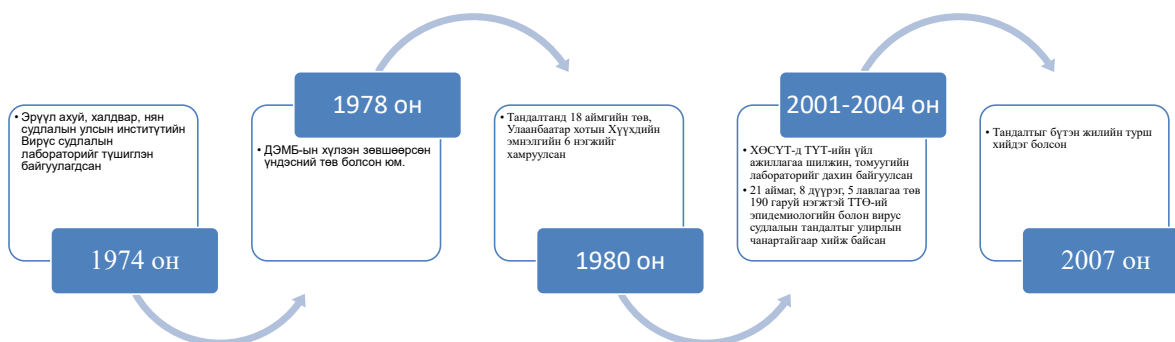 • Эрүүл ахуй, халдвар, нян
судлалын улсын институтийн
Вирус судлалын
лабораторийг түшиглэн
байгуулагдсан
1974 он
1978 он
• ДЭМБ-ын хүлээн зөвшөөрсөн
үндэсний төв болсон юм.
• Тандалтанд 18 аймгийн төв,
Улаанбаатар хотын Хүүхдийн
эмнэлгийн 6 нэгжийг
хамруулсан
1980 он
2001-2004 он
• ХӨСҮТ-д ТҮТ-ийн үйл
ажиллагаа шилжин, томуугийн
лабораторийг дахин байгуулсан
• 21 аймаг, 8 дүүрэг, 5 лавлагаа төв
190 гаруй нэгжтэй ТТӨ-ий
эпидемиологийн болон вирус
судлалын тандалтыг улирлын
чанартайгаар хийж байсан
• Тандалтыг бүтэн жилийн турш
хийдэг болсон
2007 он